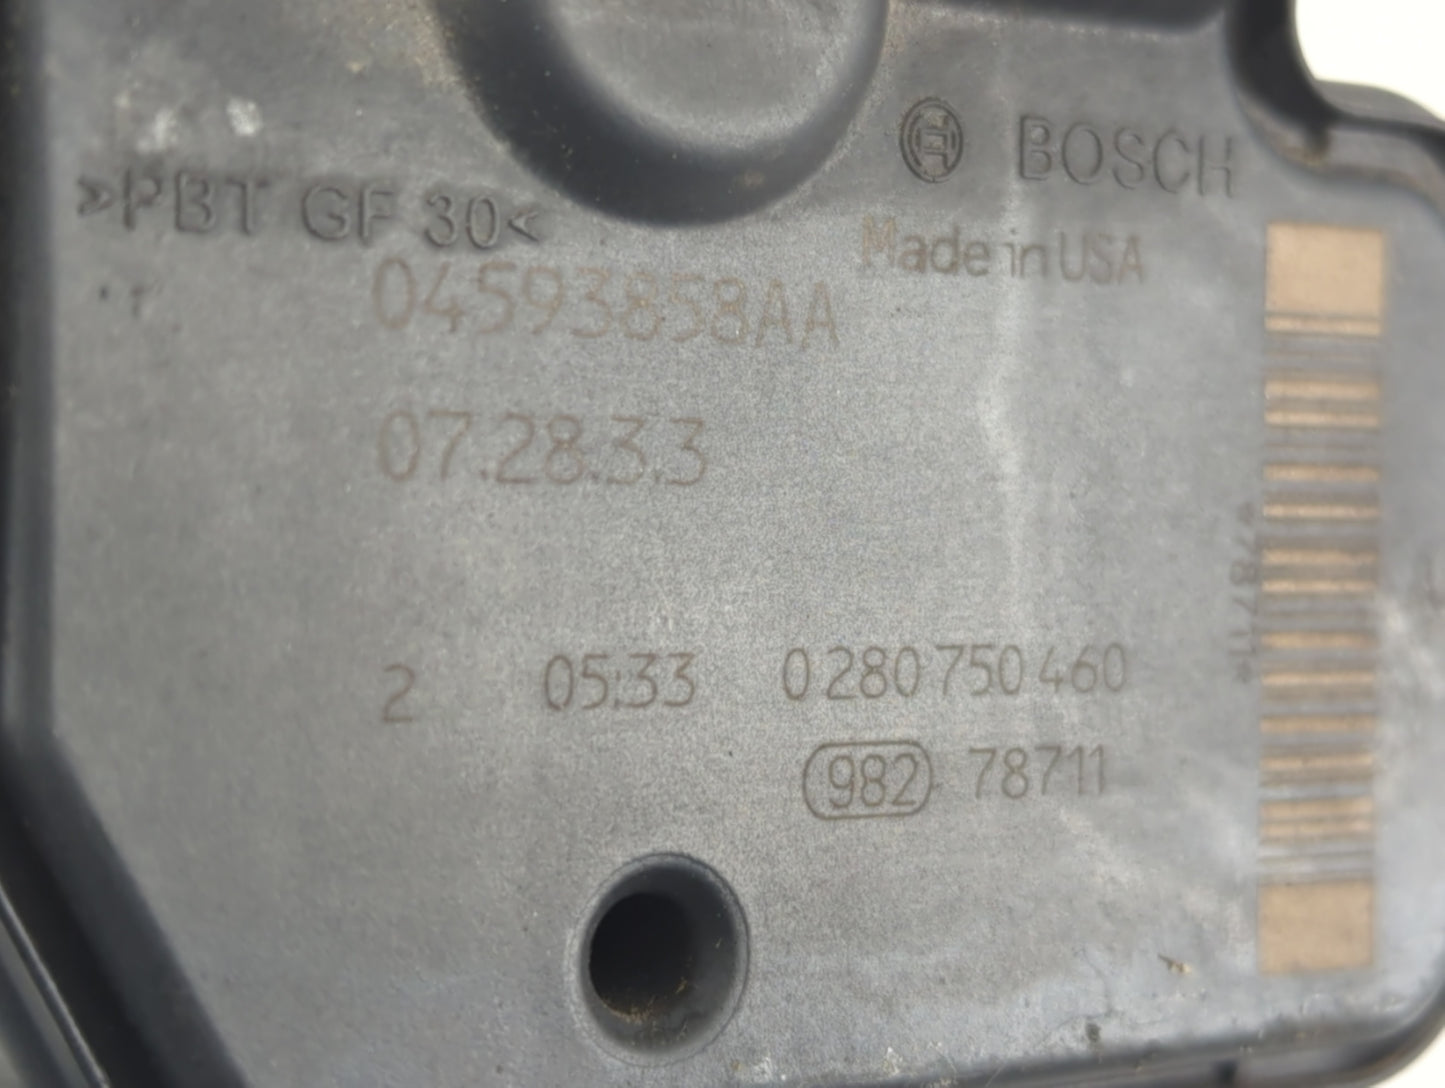 BOSCH
>PBT GF 30<
Made in USA
04593858AA
07.28.3.3
2 05:33 0 280 750 460
982 78711